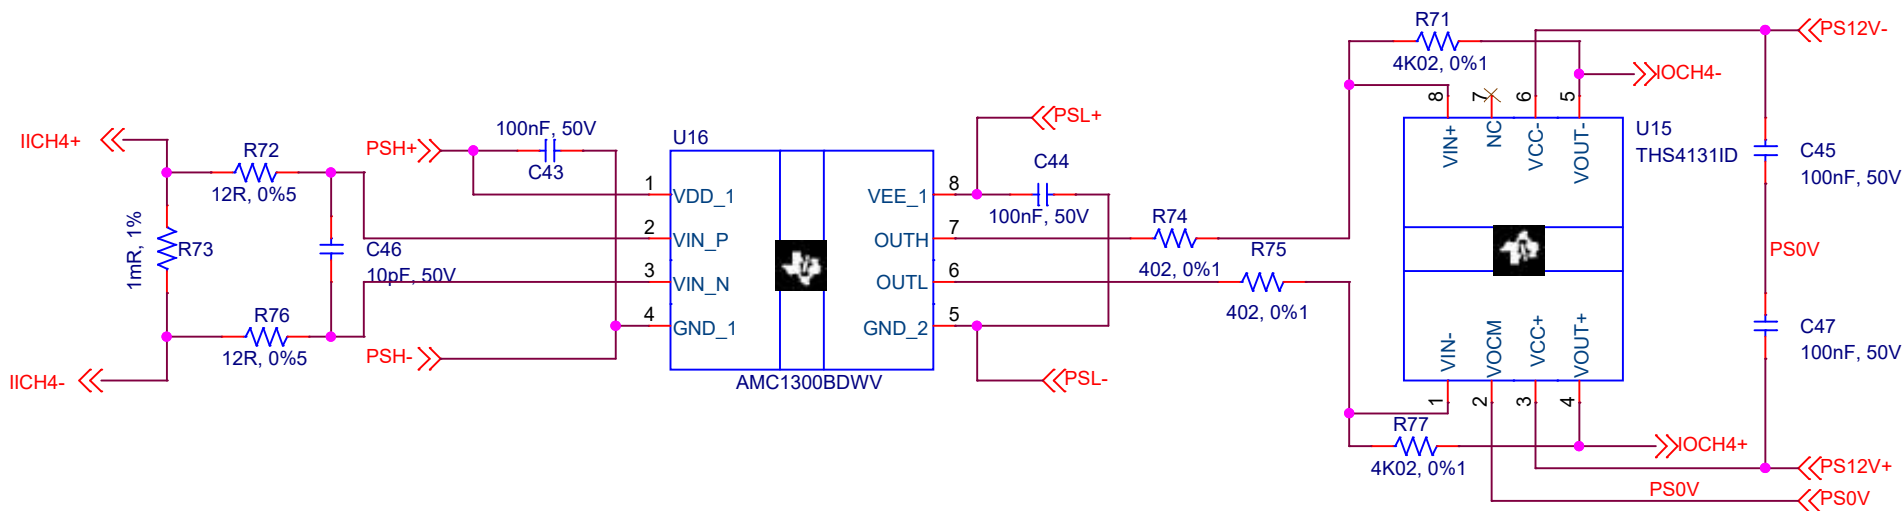 R71
4K02, 0%1
PS12V-
IOCH4-
8
7
6
5
VIN+
NC
VCC-
VOUT-
U15
THS4131ID
C45
100nF, 50V
PS0V
C47
100nF, 50V
IICH4+
R72
12R, 0%5
1mR, 1%
R73
C46
10pF, 50V
R76
12R, 0%5
IICH4-
PSH+
100nF, 50V
C43
PSH-
U16
1
VDD_1
2
VIN_P
3
VIN_N
4
GND_1
VEE_1
8
OUTH
7
OUTL
6
GND_2
5
AMC1300BDWV
PSL+
C44
100nF, 50V
PSL-
R74
402, 0%1
R75
402, 0%1
VIN-
VOCM
VCC+
VOUT+
1
2
3
4
R77
4K02, 0%1
IOCH4+
PS12V+
PS0V
PS0V